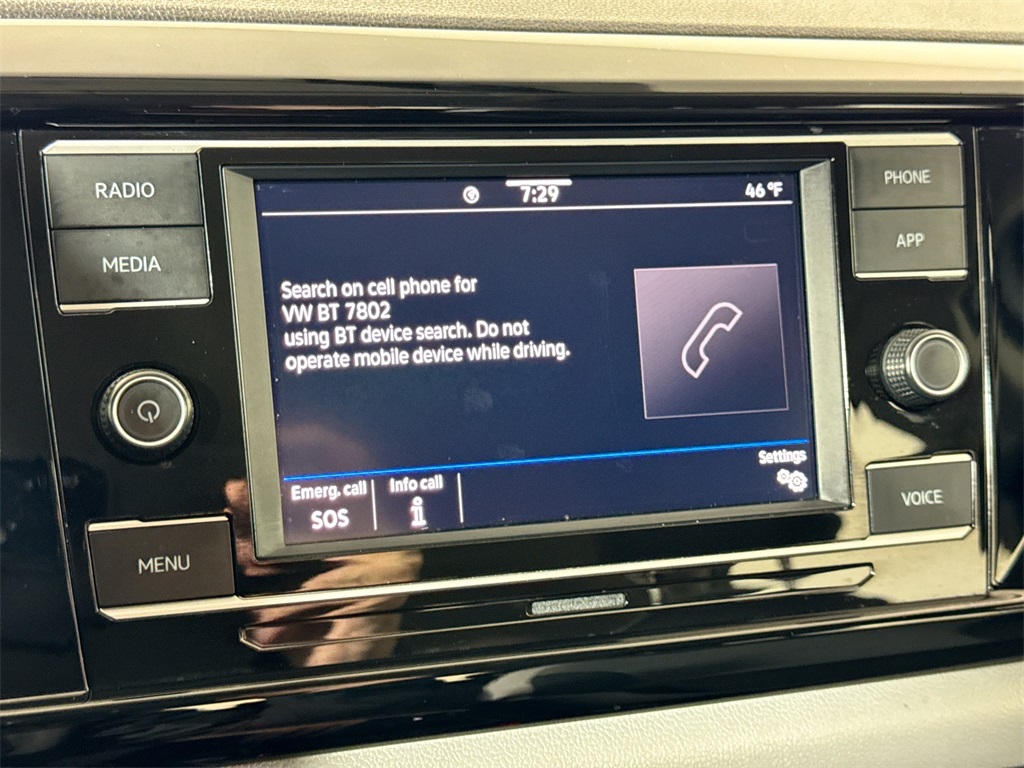 RADIO
MEDIA
MENU
7:29
46°F
Search on cell phone for
VW BT 7802
using BT device search. Do not
operate mobile device while driving.
Settings
Emerg. call
SOS
Info call
i
PHONE
APP
VOICE